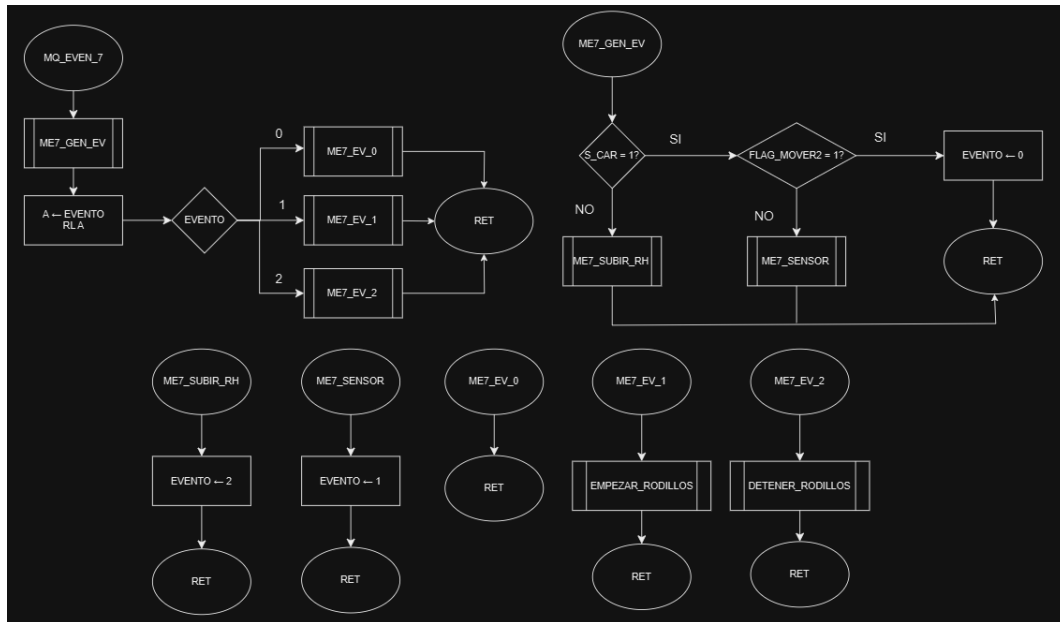 MQ_EVEN_7
ME7_GEN_EV
A ← EVENTO
RL A
EVENTO
0
ME7_EV_0
1
ME7_EV_1
2
ME7_EV_2
RET
ME7_GEN_EV
S_CAR = 1?
SI
FLAG_MOVER2 = 1?
SI
EVENTO ← 0
NO
ME7_SUBIR_RH
NO
ME7_SENSOR
RET
ME7_SUBIR_RH
EVENTO ← 2
RET
ME7_SENSOR
EVENTO ← 1
RET
ME7_EV_0
RET
ME7_EV_1
EMPEZAR_RODILLOS
RET
ME7_EV_2
DETENER_RODILLOS
RET